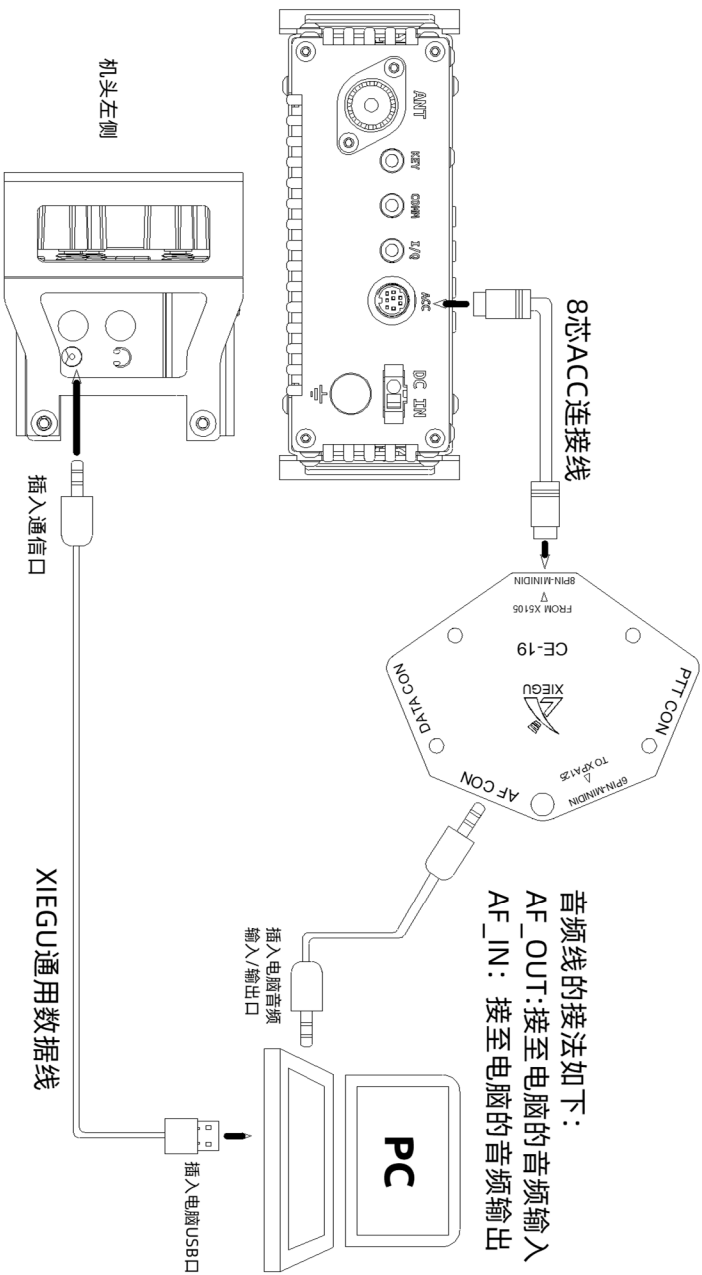 8芯ACC连接线
ANT
KEY
COMM
I/Q
ACC
DC IN
8PIN-MINIDIN
FROM X5105
CE-19
XIEGU
PTT CON
DATA CON
AF CON
6PIN-MINIDIN
TO XPA125
音频线的接法如下：
AF_OUT:接至电脑的音频输入
AF_IN：接至电脑的音频输出
机头左侧
插入通信口
插入电脑音频
输入/输出口
PC
XIEGU通用数据线
插入电脑USB口